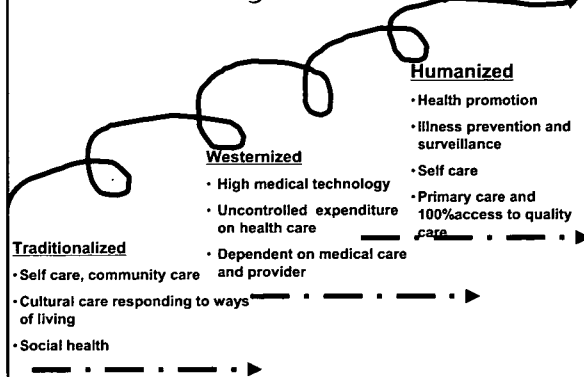 Humanized
• Health promotion
• Illness prevention and
surveillance
• Self care
• Primary care and
100%access to quality
care
Westernized
• High medical technology
• Uncontrolled expenditure
on health care
• Dependent on medical care
and provider
Traditionalized
• Self care, community care
• Cultural care responding to ways
of living
• Social health